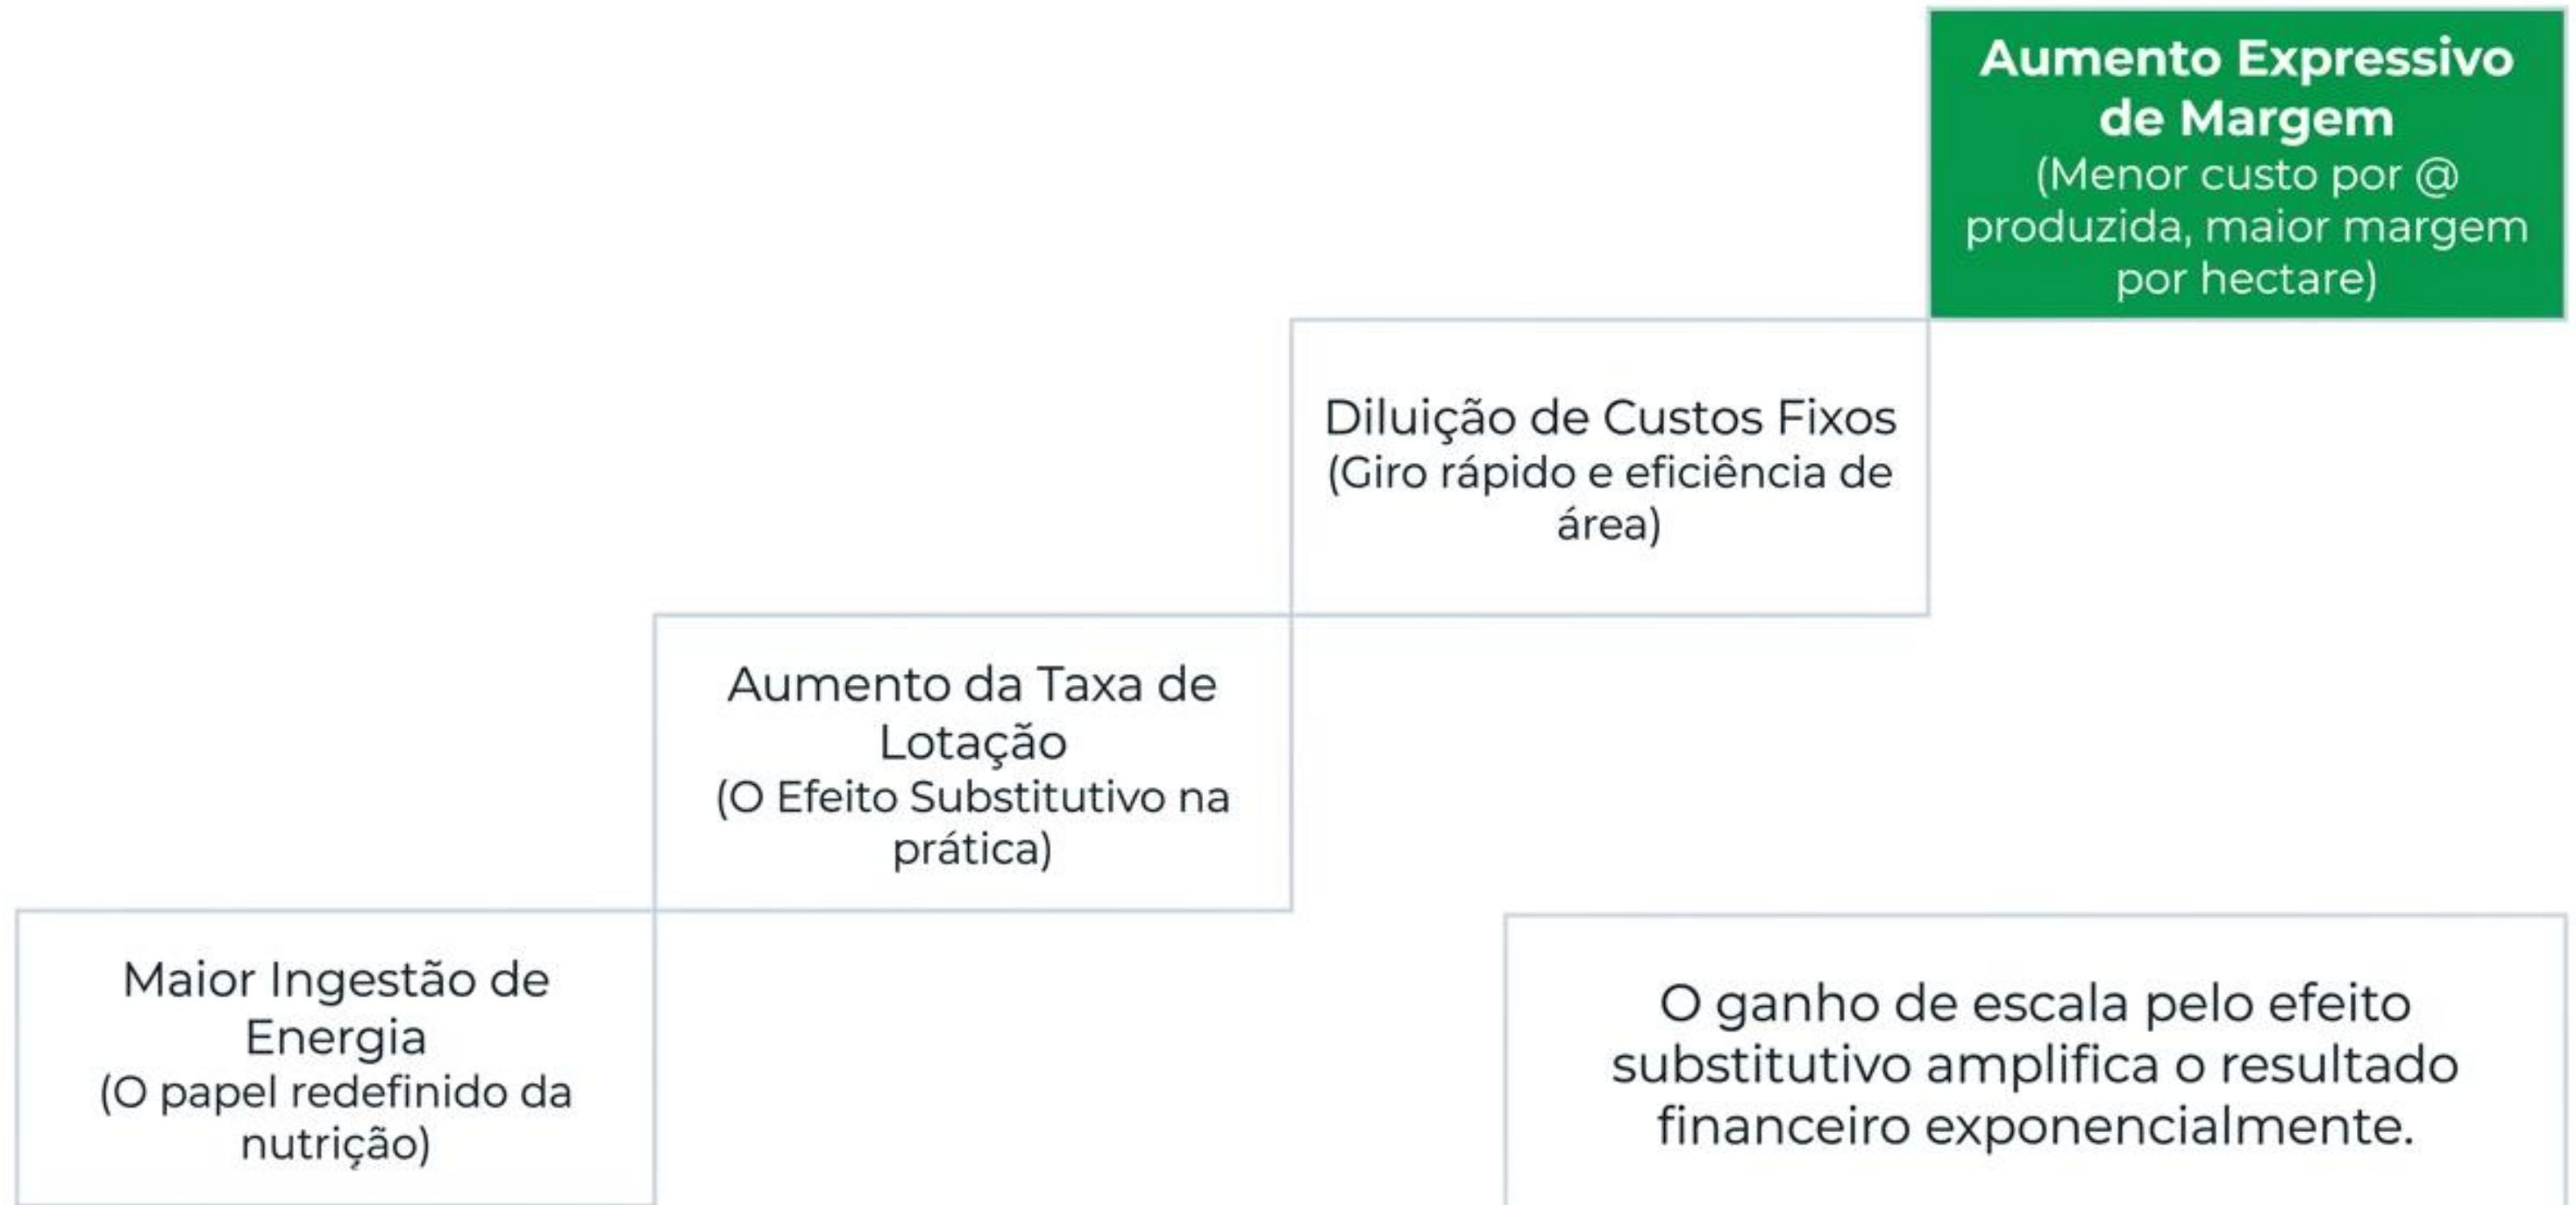 Aumento Expressivo
de Margem
(Menor custo por @
produzida, maior margem
por hectare)
Diluição de Custos Fixos
(Giro rápido e eficiência de
área)
Aumento da Taxa de
Lotação
(O Efeito Substitutivo na
prática)
Maior Ingestão de
Energia
(O papel redefinido da
nutrição)
O ganho de escala pelo efeito
substitutivo amplifica o resultado
financeiro exponencialmente.